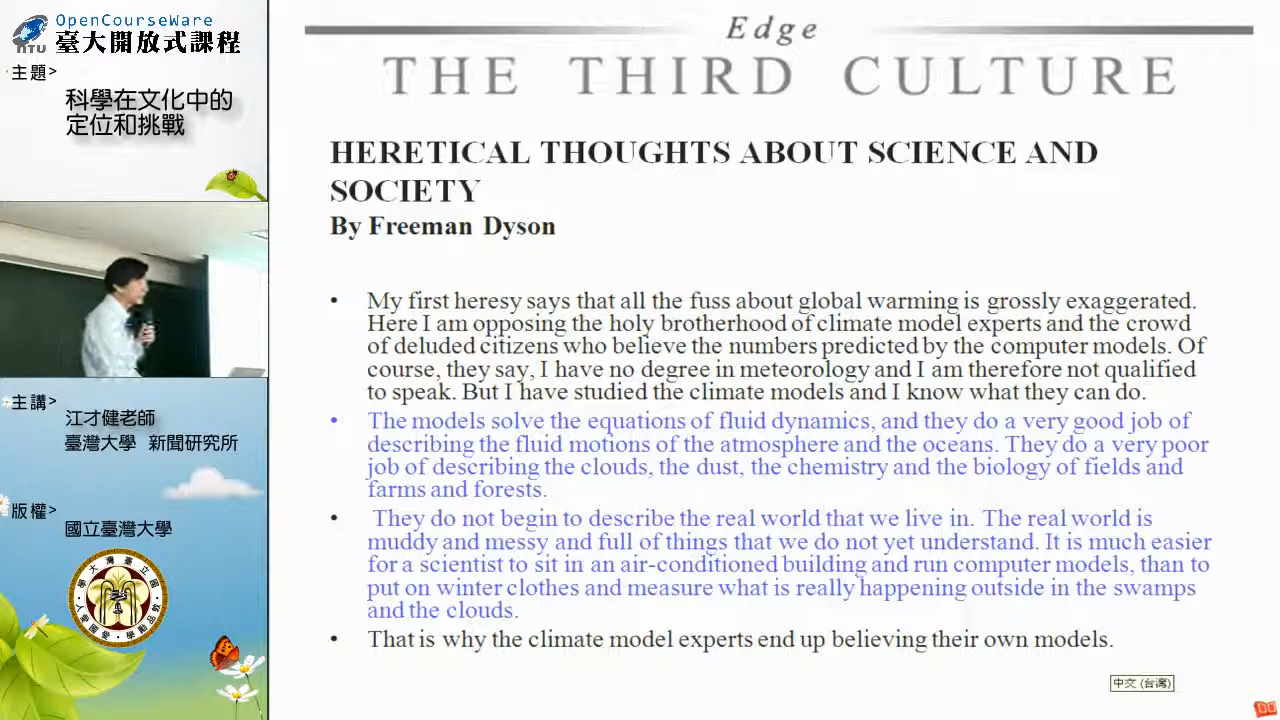 OpenCourseWare
NTU 臺大開放式課程
主題>
科學在文化中的
定位和挑戰
主講>
江才健老師
臺灣大學 新聞研究所
版權>
國立臺灣大學
Edge
THE THIRD CULTURE
HERETICAL THOUGHTS ABOUT SCIENCE AND
SOCIETY
By Freeman Dyson
• My first heresy says that all the fuss about global warming is grossly exaggerated.
Here I am opposing the holy brotherhood of climate model experts and the crowd
of deluded citizens who believe the numbers predicted by the computer models. Of
course, they say, I have no degree in meteorology and I am therefore not qualified
to speak. But I have studied the climate models and I know what they can do.
• The models solve the equations of fluid dynamics, and they do a very good job of
describing the fluid motions of the atmosphere and the oceans. They do a very poor
job of describing the clouds, the dust, the chemistry and the biology of fields and
farms and forests.
• They do not begin to describe the real world that we live in. The real world is
muddy and messy and full of things that we do not yet understand. It is much easier
for a scientist to sit in an air-conditioned building and run computer models, than to
put on winter clothes and measure what is really happening outside in the swamps
and the clouds.
• That is why the climate model experts end up believing their own models.
中文 (台灣)